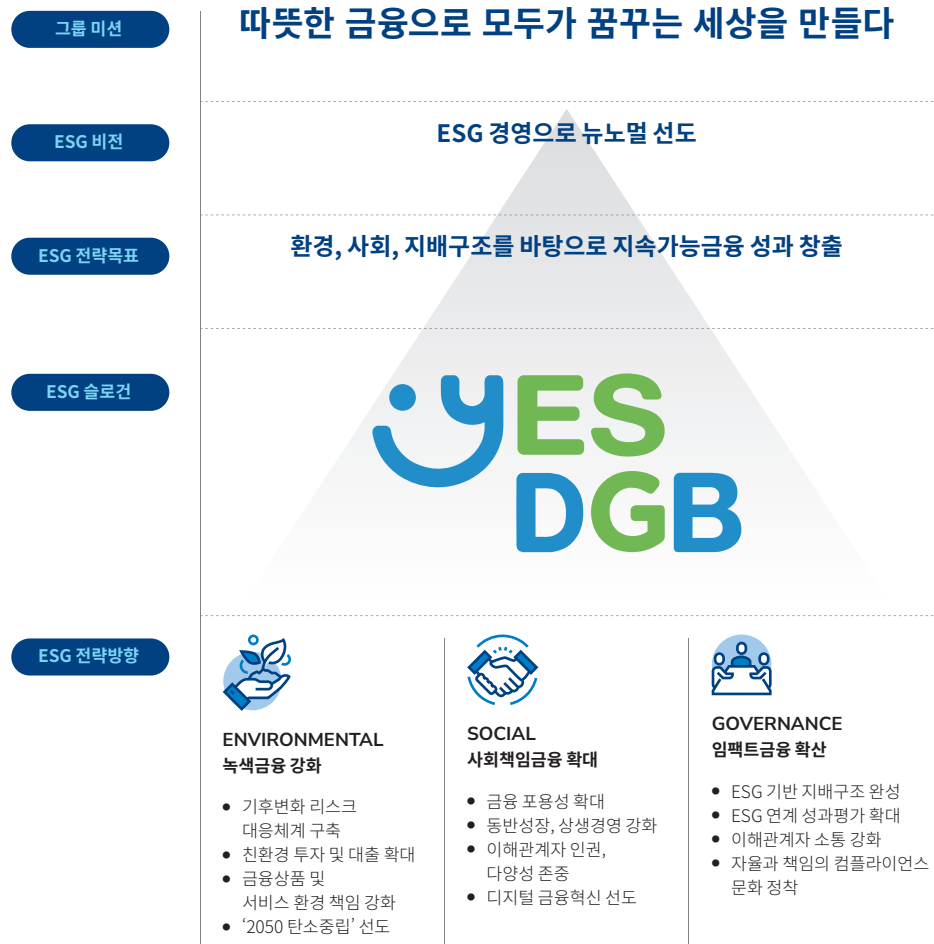 그룹 미션
따뜻한 금융으로 모두가 꿈꾸는 세상을 만들다
ESG 비전
ESG 경영으로 뉴노멀 선도
ESG 전략목표
환경, 사회, 지배구조를 바탕으로 지속가능금융 성과 창출
ESG 슬로건
YES
DGB
ESG 전략방향
ENVIRONMENTAL
녹색금융 강화
● 기후변화 리스크
대응체계 구축
● 친환경 투자 및 대출 확대
● 금융상품 및
서비스 환경 책임 강화
● ‘2050 탄소중립’ 선도
SOCIAL
사회책임금융 확대
● 금융 포용성 확대
● 동반성장, 상생경영 강화
● 이해관계자 인권,
다양성 존중
● 디지털 금융혁신 선도
GOVERNANCE
임팩트금융 확산
● ESG 기반 지배구조 완성
● ESG 연계 성과평가 확대
● 이해관계자 소통 강화
● 자율과 책임의 컴플라이언스
문화 정착